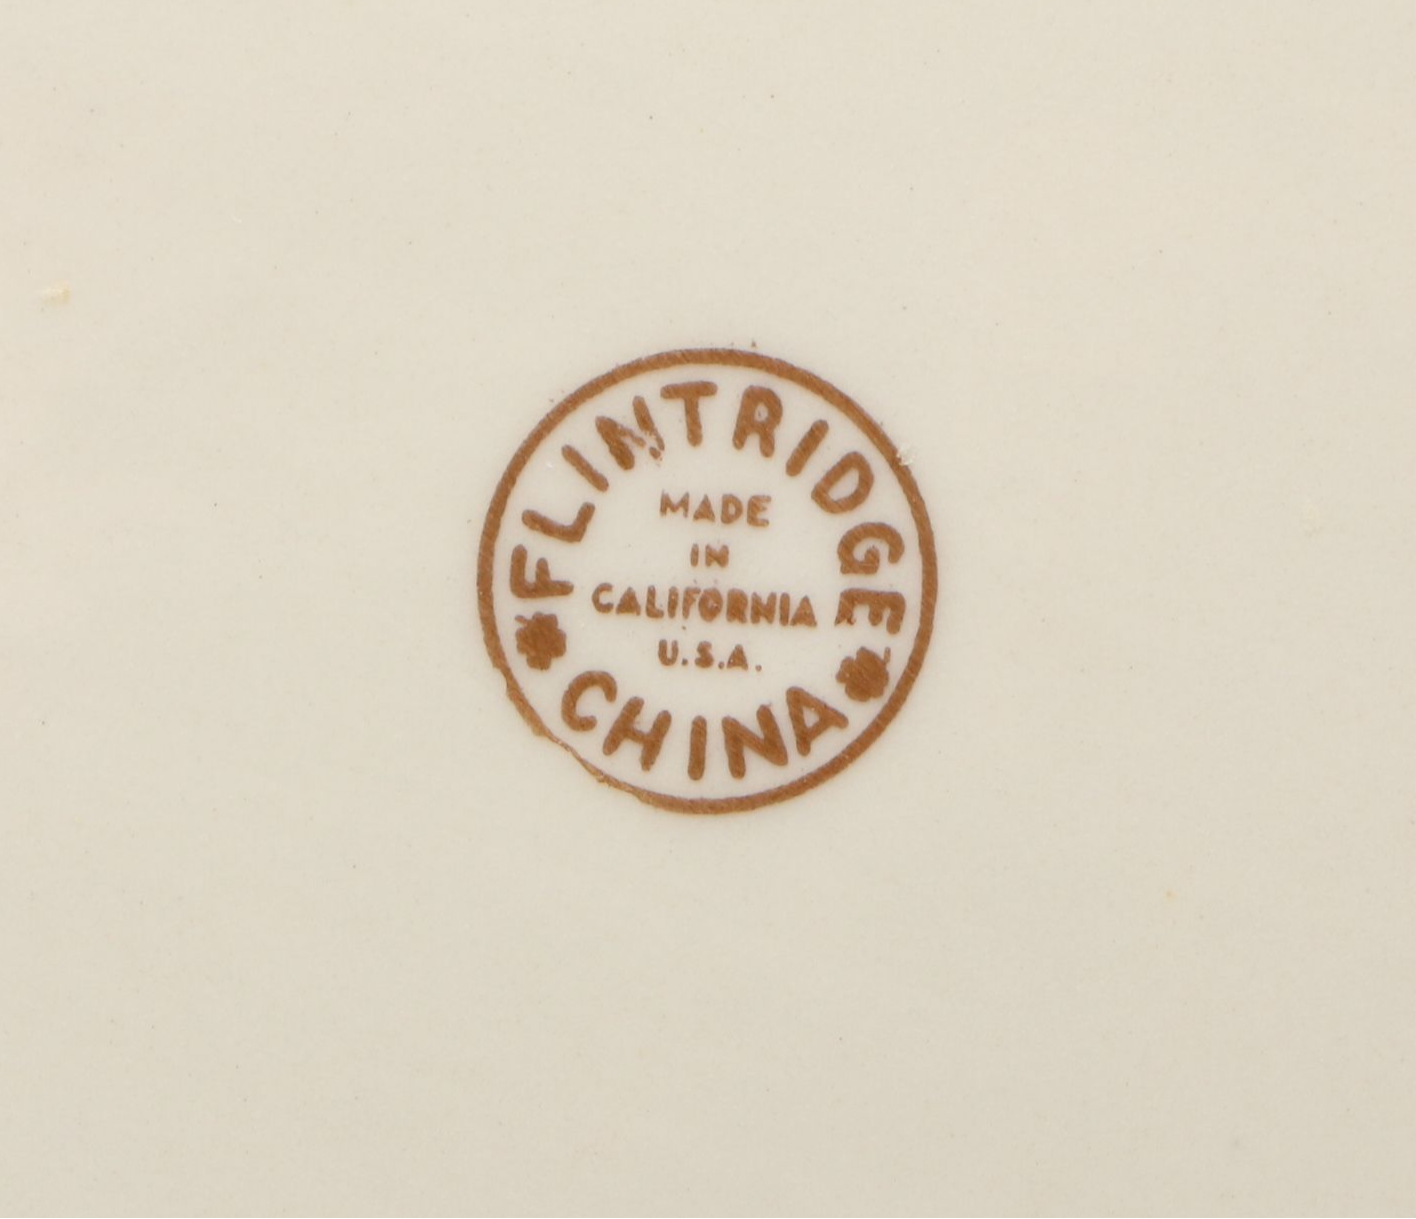 FLINTRIDGE
MADE
IN
CALIFORNIA
U.S.A.
CHINA